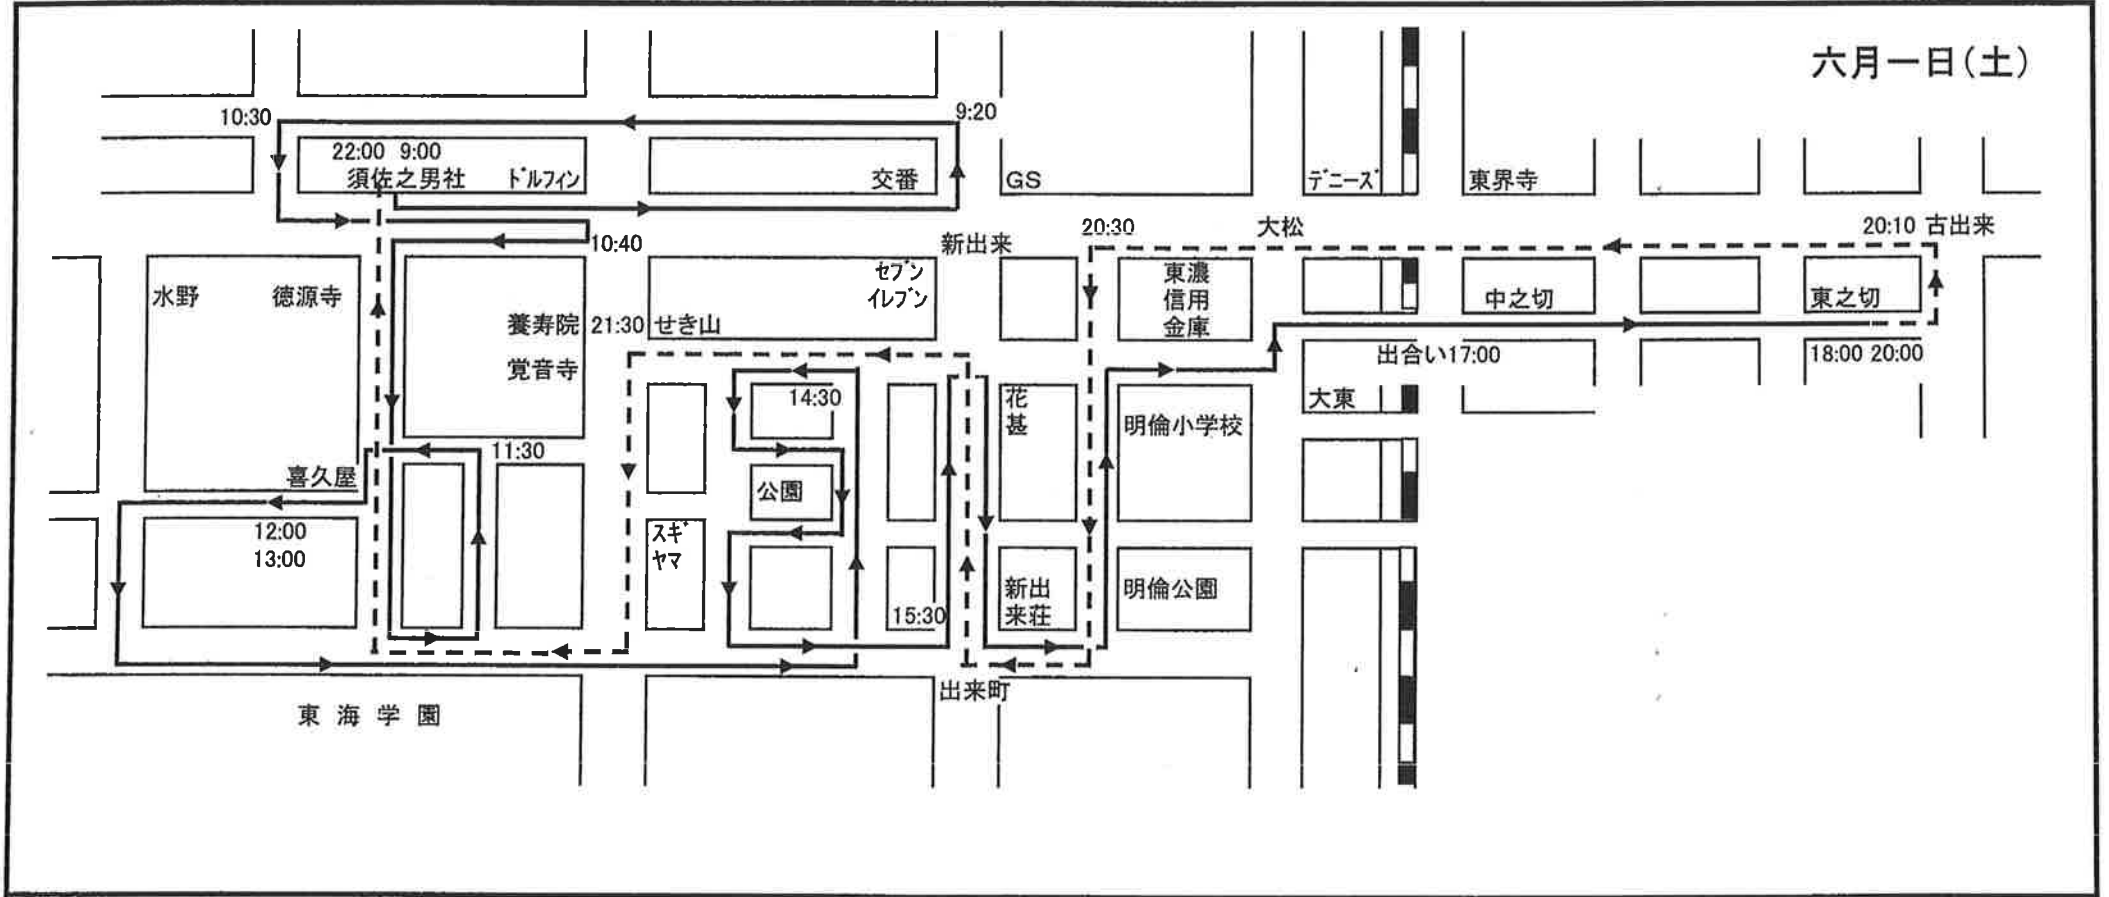 六月一日(土)
10:30
9:20
22:00 9:00
須佐之男社
ドルフィン
交番
GS
デニーズ
東界寺
20:30
大松
20:10 古出来
10:40
新出来
水野
徳源寺
セブン
イレブン
東濃
信用
金庫
中之切
東之切
養寿院
21:30
せき山
覚音寺
出合い17:00
18:00 20:00
14:30
花
甚
大東
明倫小学校
11:30
喜久屋
公園
12:00
13:00
スギ
ヤマ
15:30
新出
来荘
明倫公園
出来町
東海学園